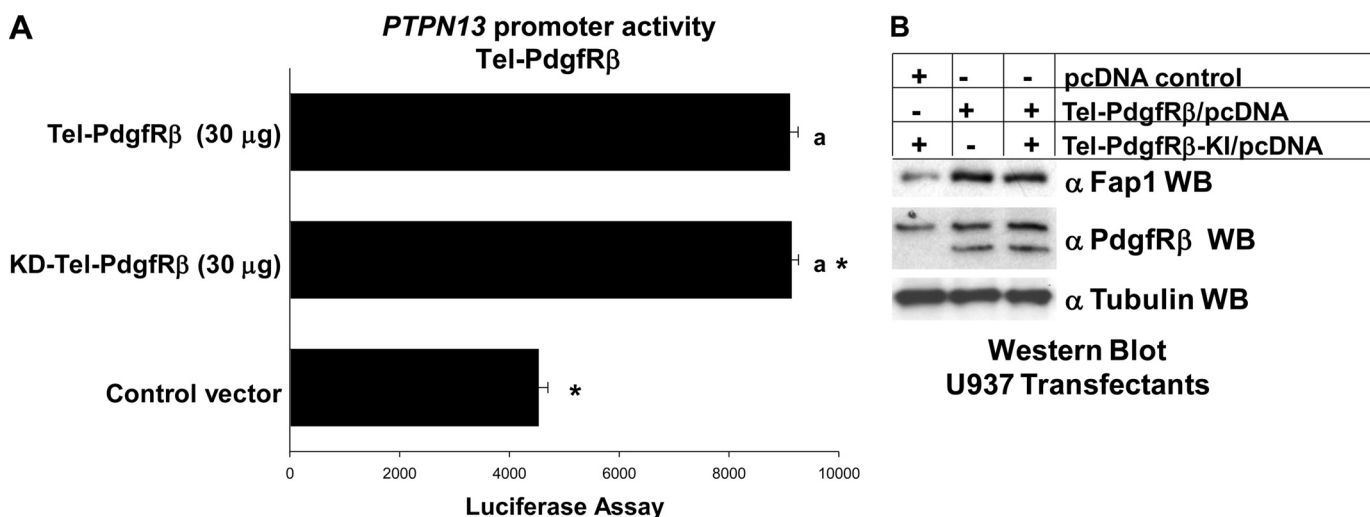 A
PTPN13 promoter activity
Tel-PdgfRβ
Tel-PdgfRβ (30 μg)
a
KD-Tel-PdgfRβ (30 μg)
a *
Control vector
*
0 2000 4000 6000 8000 10000
Luciferase Assay
B
+ - - pcDNA control
- + + Tel-PdgfRβ/pcDNA
+ - + Tel-PdgfRβ-KI/pcDNA
α Fap1 WB
α PdgfRβ WB
α Tubulin WB
Western Blot
U937 Transfectants